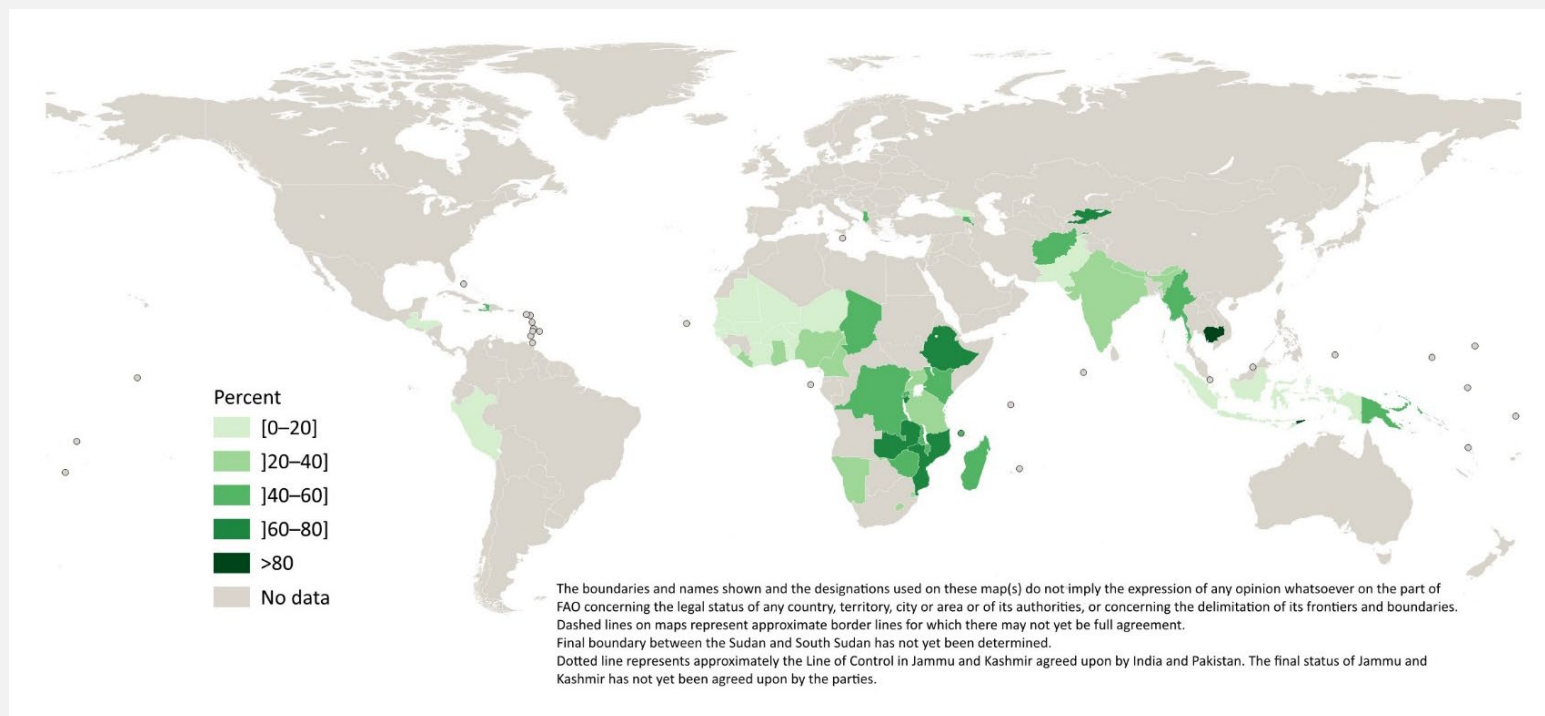 Percent
[0–20]
]20–40]
]40–60]
]60–80]
>80
No data
The boundaries and names shown and the designations used on these map(s) do not imply the expression of any opinion whatsoever on the part of
FAO concerning the legal status of any country, territory, city or area or of its authorities, or concerning the delimitation of its frontiers and boundaries.
Dashed lines on maps represent approximate border lines for which there may not yet be full agreement.
Final boundary between the Sudan and South Sudan has not yet been determined.
Dotted line represents approximately the Line of Control in Jammu and Kashmir agreed upon by India and Pakistan. The final status of Jammu and
Kashmir has not yet been agreed upon by the parties.